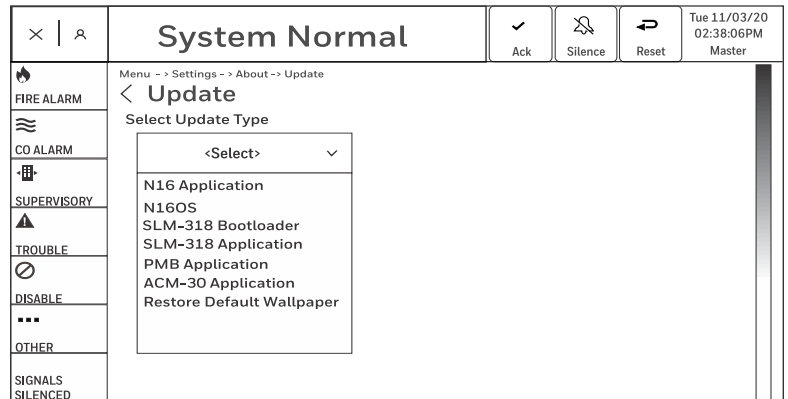 System Normal
Ack
Silence
Reset
Tue 11/03/20
02:38:06PM
Master
FIRE ALARM
CO ALARM
SUPERVISORY
TROUBLE
DISABLE
OTHER
SIGNALS
SILENCED
Menu -> Settings -> About -> Update
Update
Select Update Type
<Select>
N16 Application
N16OS
SLM-318 Bootloader
SLM-318 Application
PMB Application
ACM-30 Application
Restore Default Wallpaper